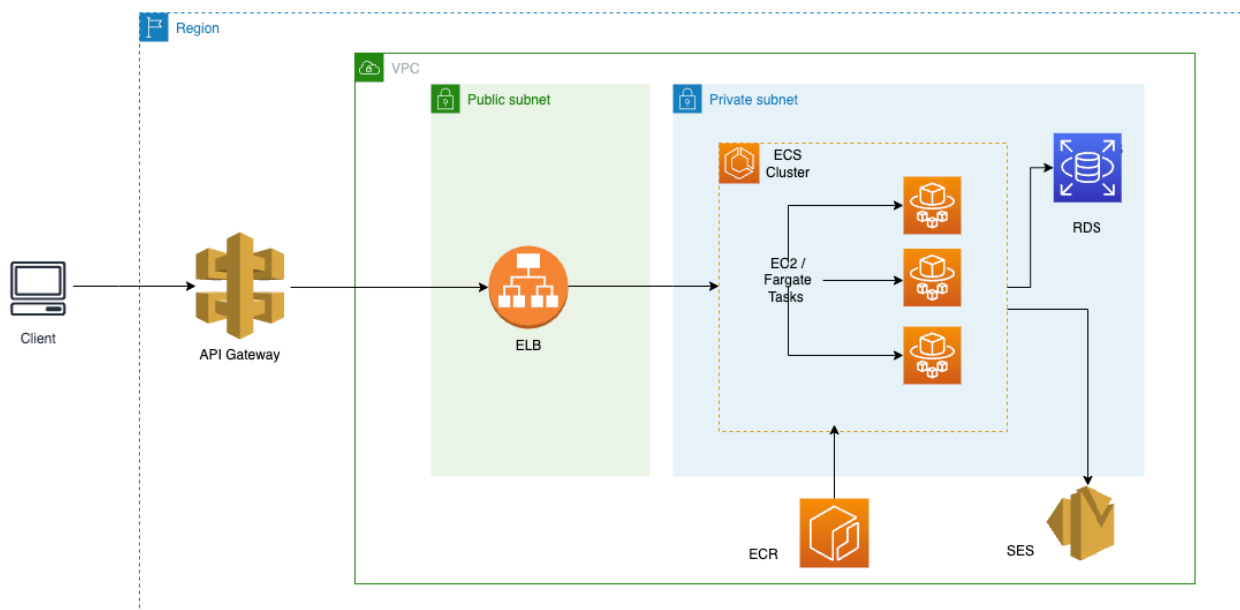 Region
VPC
Public subnet
Private subnet
ECS
Cluster
RDS
EC2 /
Fargate
Tasks
Client
API Gateway
ELB
ECR
SES